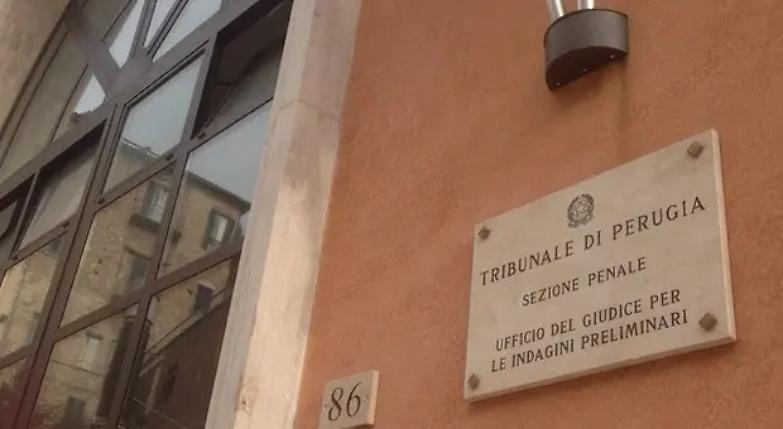 TRIBUNALE DI PERUGIA
SEZIONE PENALE
UFFICIO DEL GIUDICE PER
LE INDAGINI PRELIMINARI
86